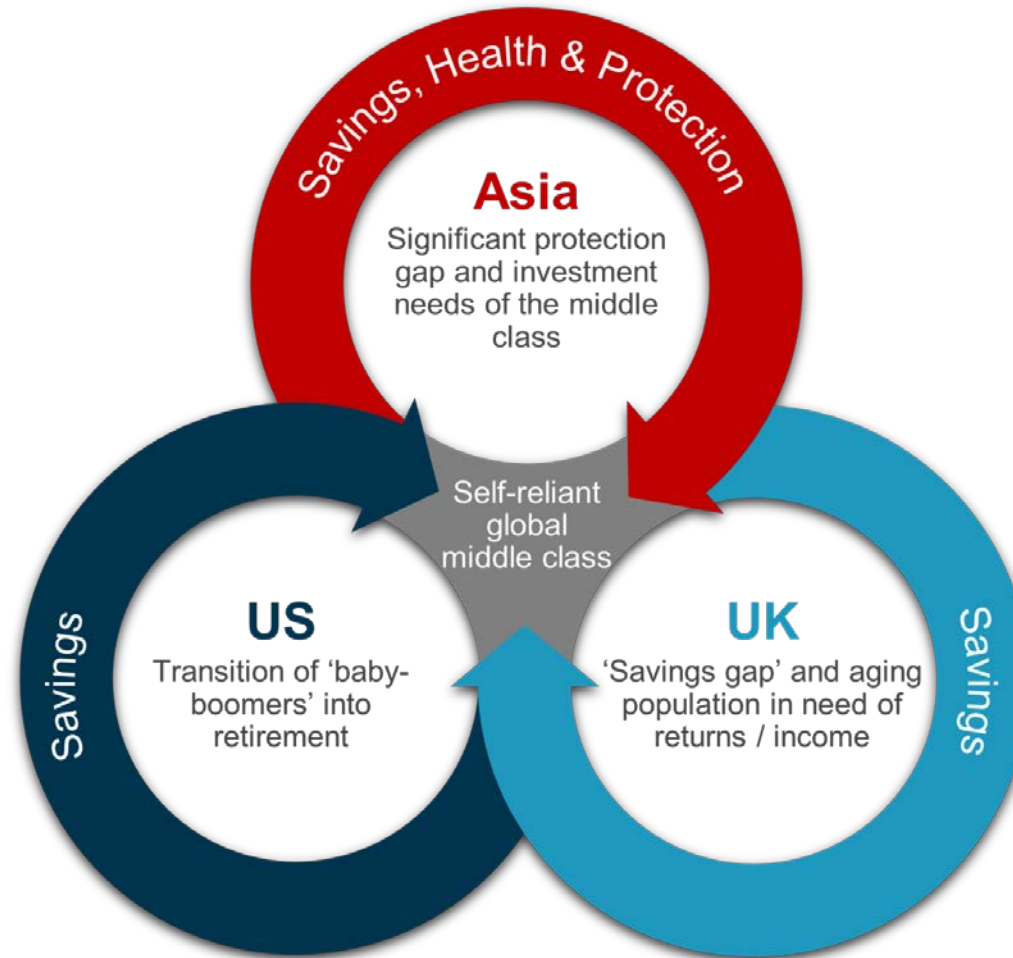 Savings, Health & Protection
Asia
Significant protection
gap and investment
needs of the middle
class
Self-reliant
global
middle class
Savings
US
Transition of ‘baby-
boomers’ into
retirement
UK
‘Savings gap’ and aging
population in need of
returns / income
Savings